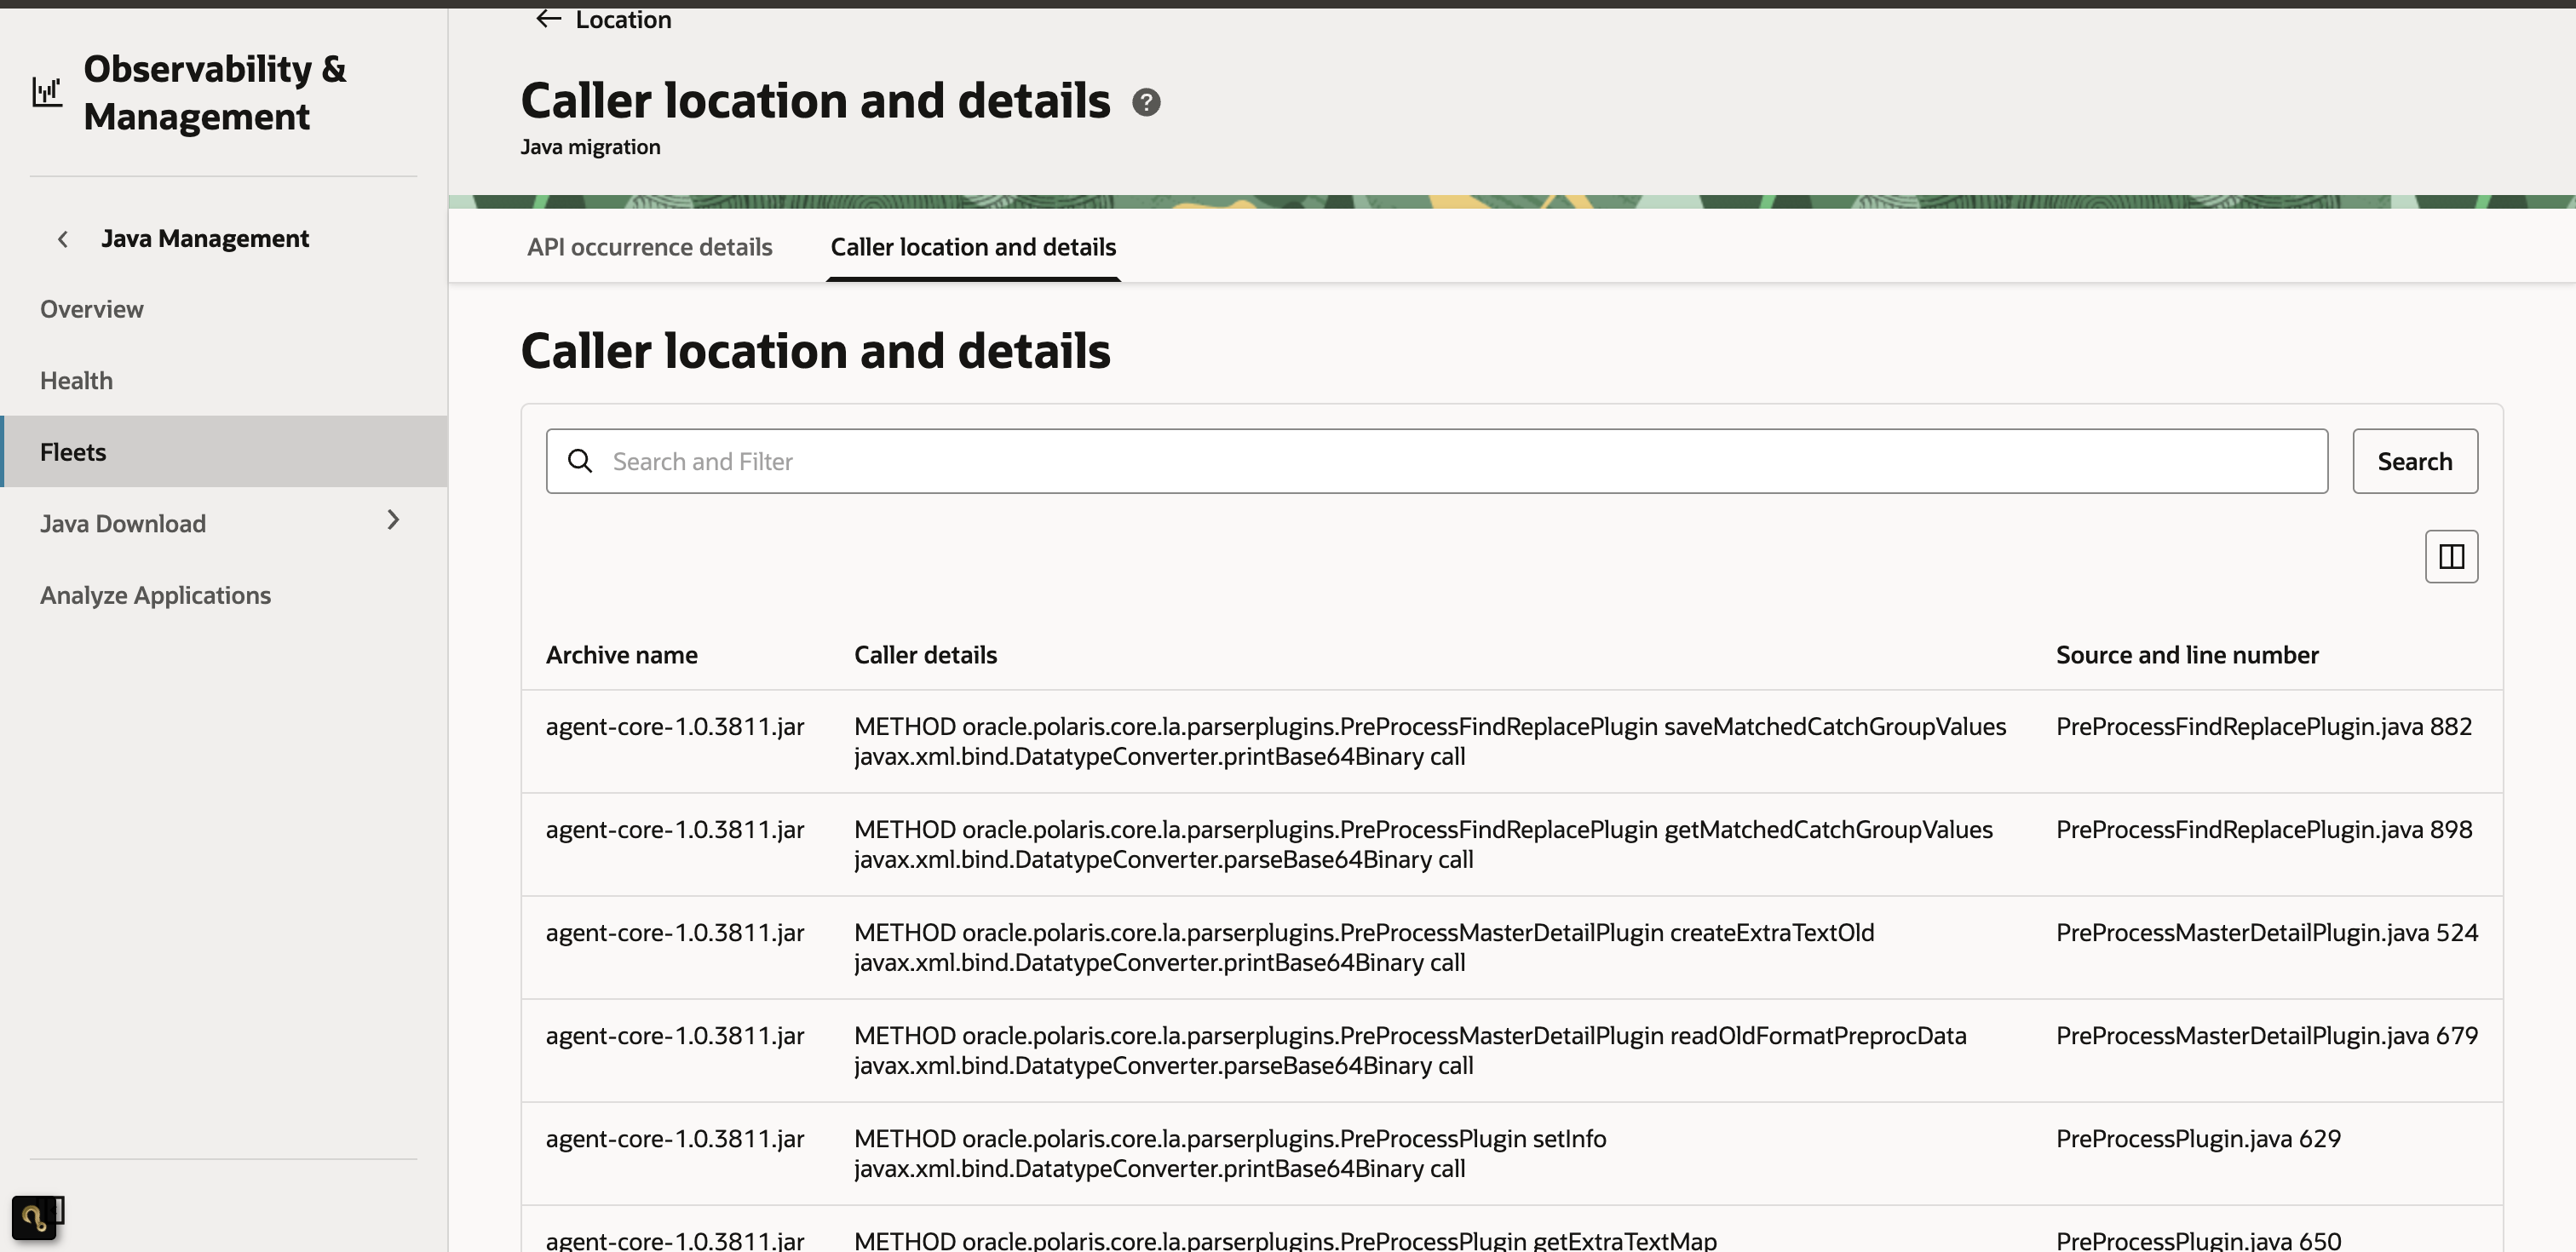 Location
Observability &
Management
Caller location and details
Java migration
Java Management
Overview
Health
Fleets
Java Download
Analyze Applications
API occurrence details
Caller location and details
Caller location and details
Search and Filter
Search
Archive name
Caller details
Source and line number
agent-core-1.0.3811.jar
METHOD oracle.polaris.core.la.parserplugins.PreProcessFindReplacePlugin saveMatchedCatchGroupValues
javax.xml.bind.DatatypeConverter.printBase64Binary call
PreProcessFindReplacePlugin.java 882
agent-core-1.0.3811.jar
METHOD oracle.polaris.core.la.parserplugins.PreProcessFindReplacePlugin getMatchedCatchGroupValues
javax.xml.bind.DatatypeConverter.parseBase64Binary call
PreProcessFindReplacePlugin.java 898
agent-core-1.0.3811.jar
METHOD oracle.polaris.core.la.parserplugins.PreProcessMasterDetailPlugin createExtraTextOld
javax.xml.bind.DatatypeConverter.printBase64Binary call
PreProcessMasterDetailPlugin.java 524
agent-core-1.0.3811.jar
METHOD oracle.polaris.core.la.parserplugins.PreProcessMasterDetailPlugin readOldFormatPreprocData
javax.xml.bind.DatatypeConverter.parseBase64Binary call
PreProcessMasterDetailPlugin.java 679
agent-core-1.0.3811.jar
METHOD oracle.polaris.core.la.parserplugins.PreProcessPlugin setInfo
javax.xml.bind.DatatypeConverter.printBase64Binary call
PreProcessPlugin.java 629
agent-core-1.0.3811.jar
METHOD oracle.polaris.core.la.parserplugins.PreProcessPlugin getExtraTextMap
PreProcessPlugin.java 650